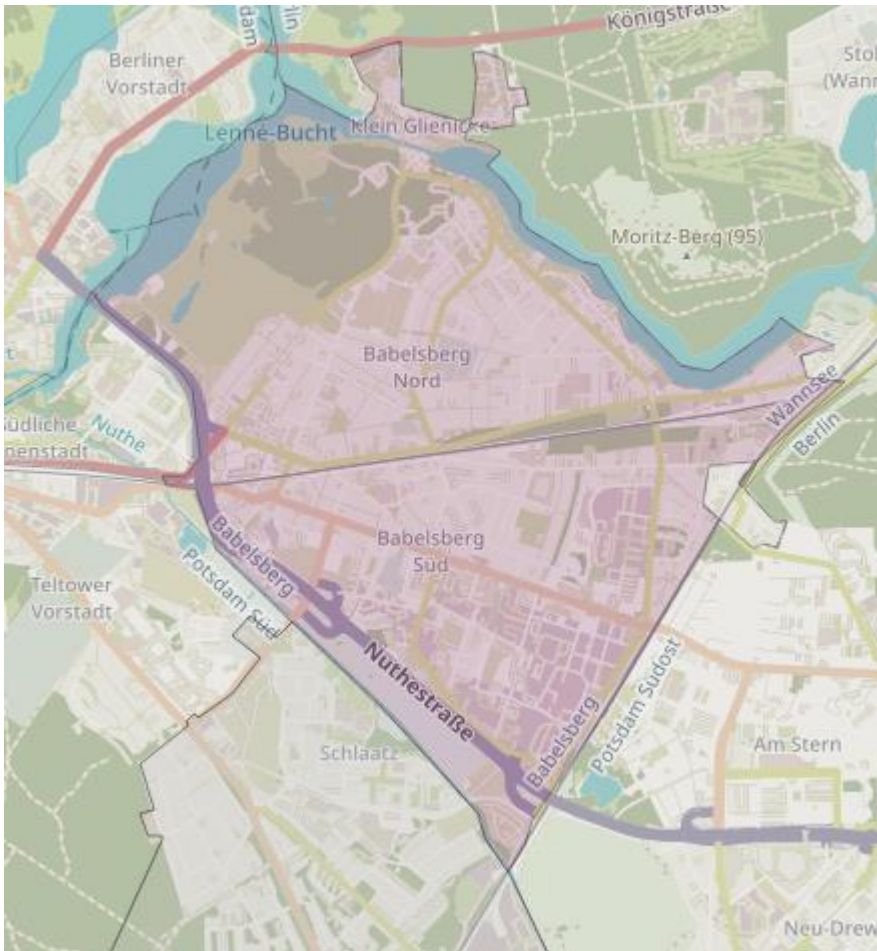 Königstraße
Berliner
Vorstadt
Lenné-Bucht
Klein Glienicke
Moritz-Berg (95)
Babelsberg
Nord
Wannsee
Berlin
Nuthe
Babelsberg
Süd
Babelsberg
Potsdam Süd
Teltower
Vorstadt
Nuthestraße
Babelsberg
Potsdam Südost
Schlaatz
Am Stern
Neu-Drew